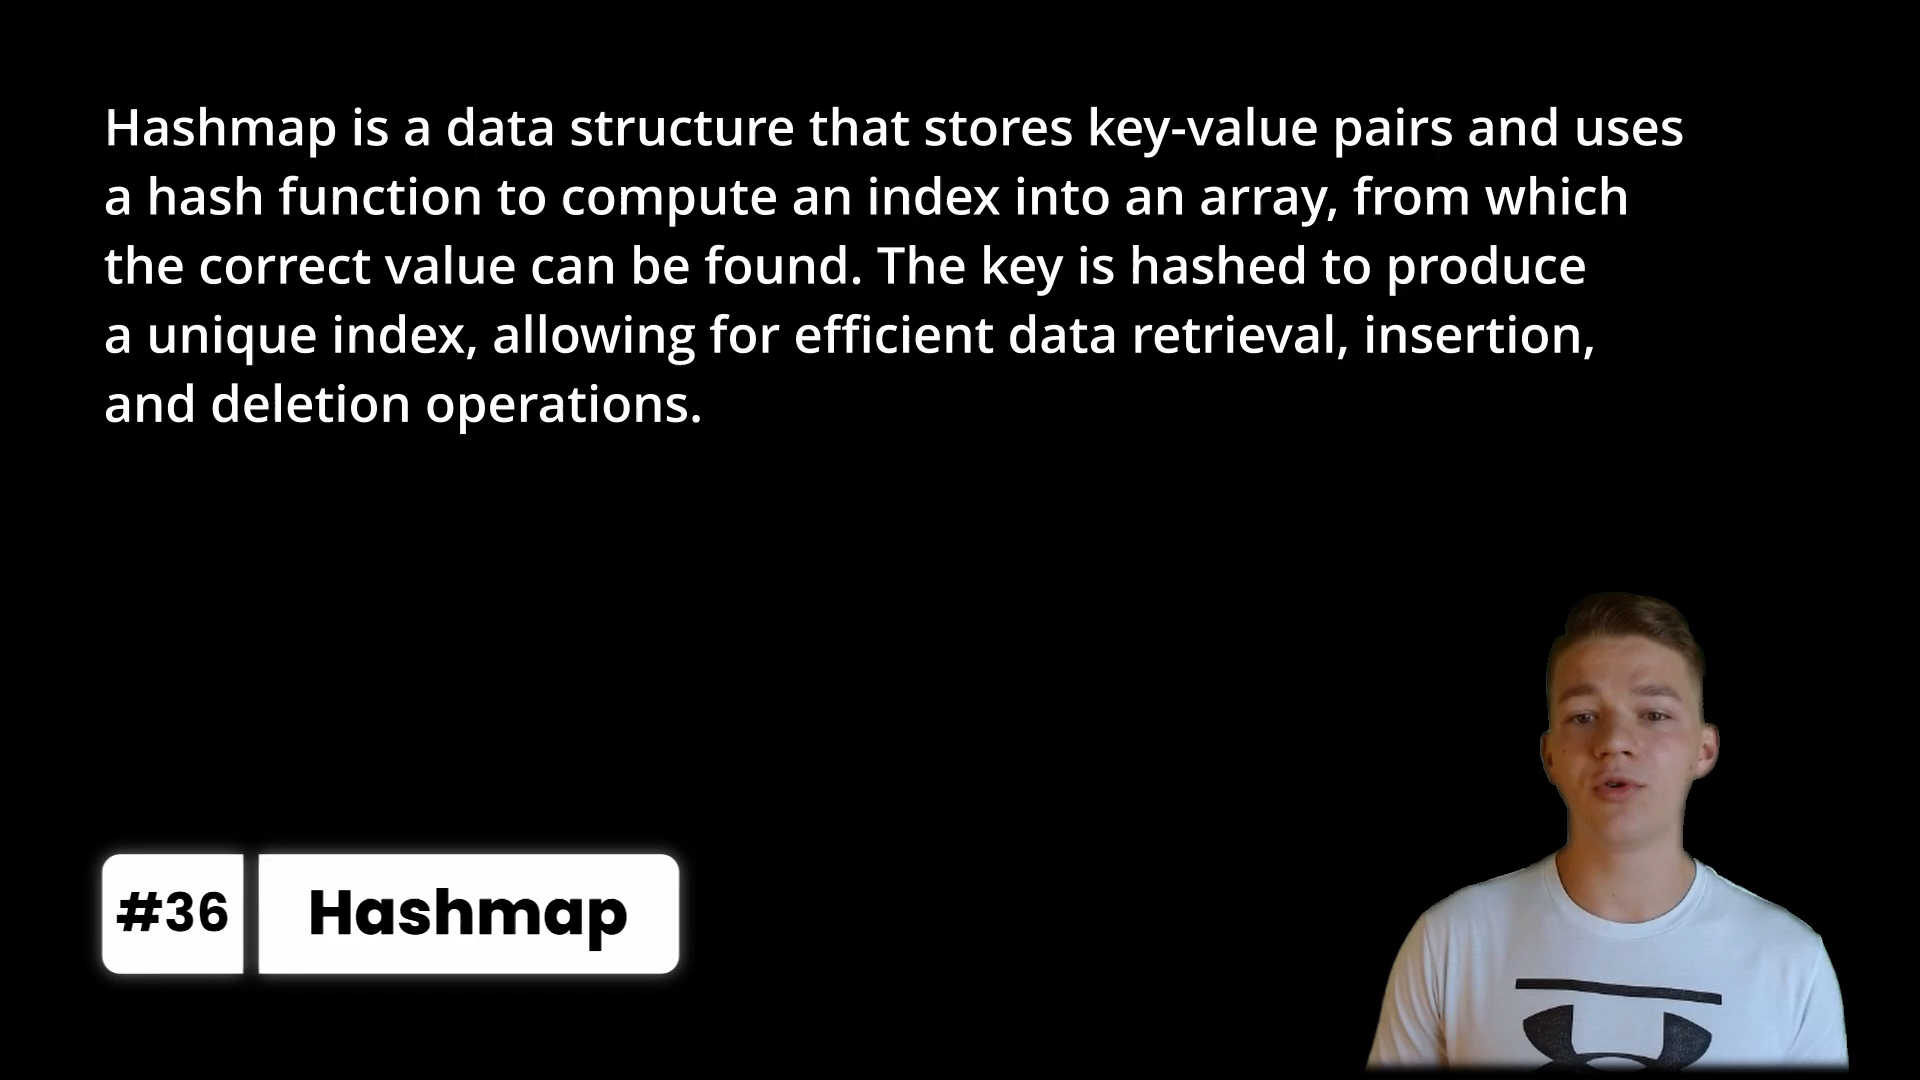 Hashmap is a data structure that stores key-value pairs and uses
a hash function to compute an index into an array, from which
the correct value can be found. The key is hashed to produce
a unique index, allowing for efficient data retrieval, insertion,
and deletion operations.
#36 Hashmap